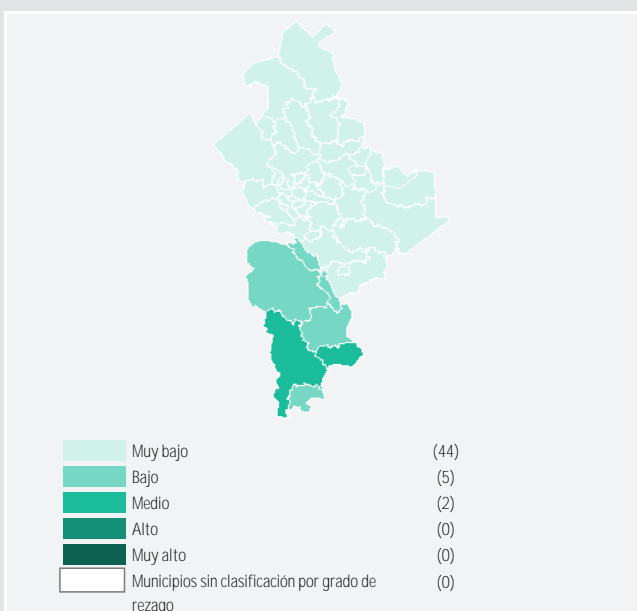 Muy bajo (44)
Bajo (5)
Medio (2)
Alto (0)
Muy alto (0)
Municipios sin clasificación por grado de (0)
rezago